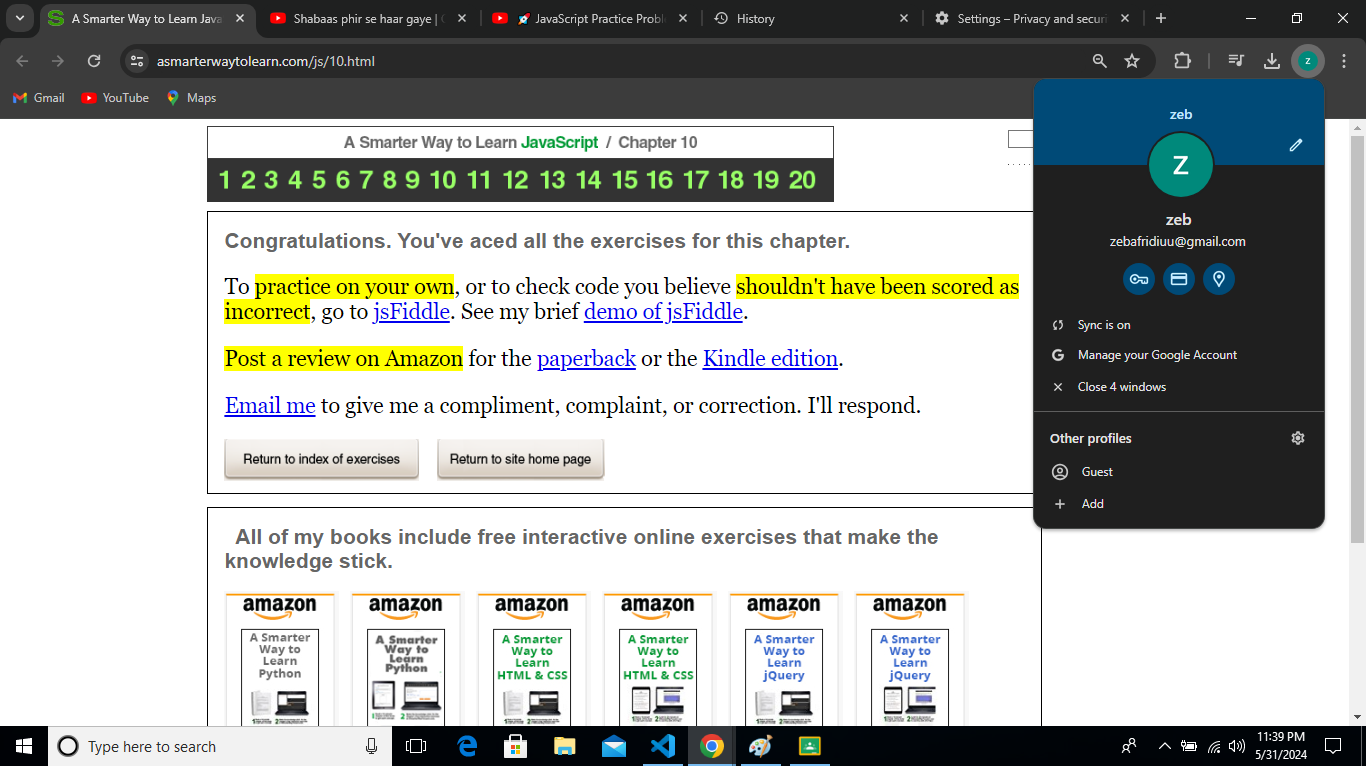 A Smarter Way to Learn Java
Shabaas phir se haar gaye |
JavaScript Practice Probl
History
Settings – Privacy and securi
asmarterwaytolearn.com/js/10.html
z
Gmail
YouTube
Maps
A Smarter Way to Learn JavaScript / Chapter 10
1 2 3 4 5 6 7 8 9 10 11 12 13 14 15 16 17 18 19 20
Congratulations. You've aced all the exercises for this chapter.
To practice on your own, or to check code you believe shouldn't have been scored as
incorrect, go to jsFiddle. See my brief demo of jsFiddle.
Post a review on Amazon for the paperback or the Kindle edition.
Email me to give me a compliment, complaint, or correction. I'll respond.
Return to index of exercises
Return to site home page
All of my books include free interactive online exercises that make the
knowledge stick.
amazon
A Smarter
Way to
Learn
Python
amazon
A Smarter
Way to
Learn
Python
amazon
A Smarter
Way to
Learn
HTML & CSS
amazon
A Smarter
Way to
Learn
HTML & CSS
amazon
A Smarter
Way to
Learn
jQuery
amazon
A Smarter
Way to
Learn
jQuery
zeb
Z
zeb
zebafridiuu@gmail.com
Sync is on
Manage your Google Account
Close 4 windows
Other profiles
Guest
Add
Type here to search
11:39 PM
5/31/2024